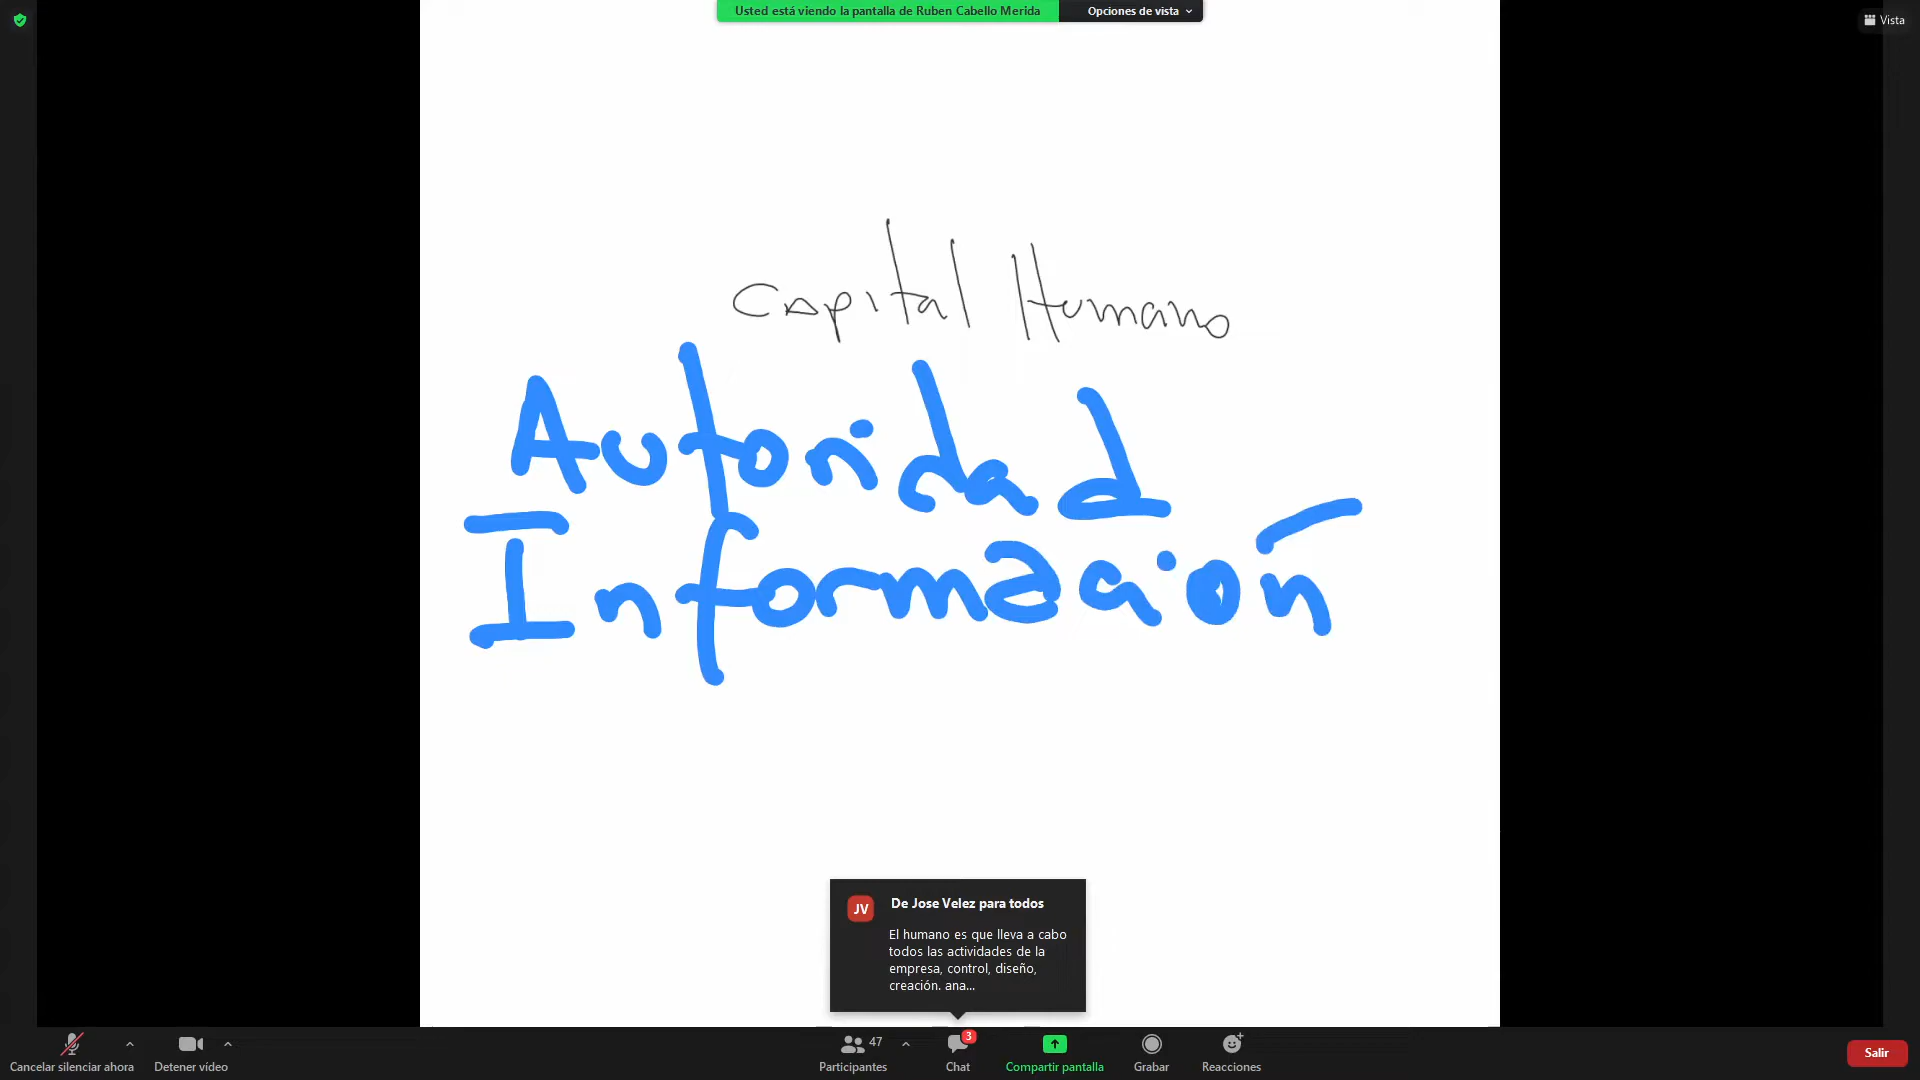 Usted está viendo la pantalla de Ruben Cabello Merida
Opciones de vista
Vista
Capital Humano
Autoridad
Información
JV
De Jose Velez para todos
El humano es que lleva a cabo
todos las actividades de la
empresa, control, diseño,
creación. ana...
47
3
Cancelar silenciar ahora
Detener vídeo
Participantes
Chat
Compartir pantalla
Grabar
Reacciones
Salir